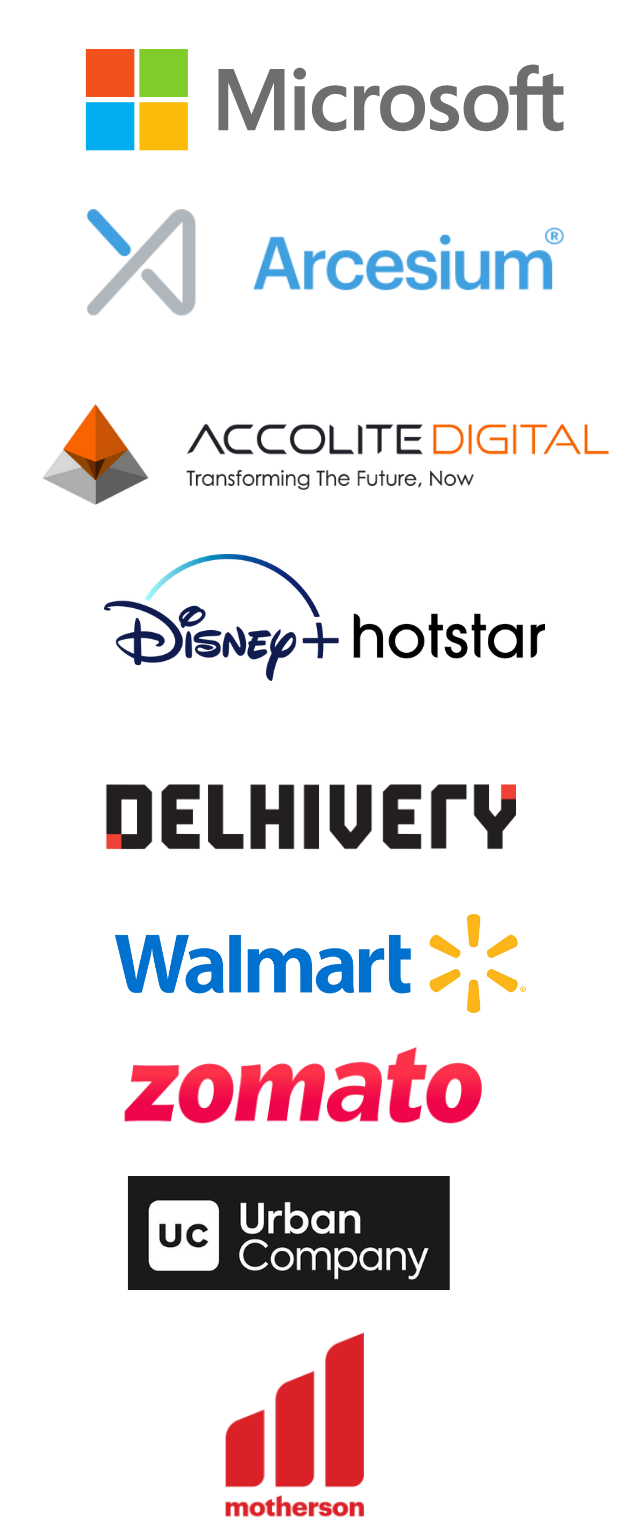 Microsoft
Arcesium®
ACCOLITE DIGITAL
Transforming The Future, Now
Disney+ hotstar
DELHIVERY
Walmart
zomato
UC Urban
Company
motherson